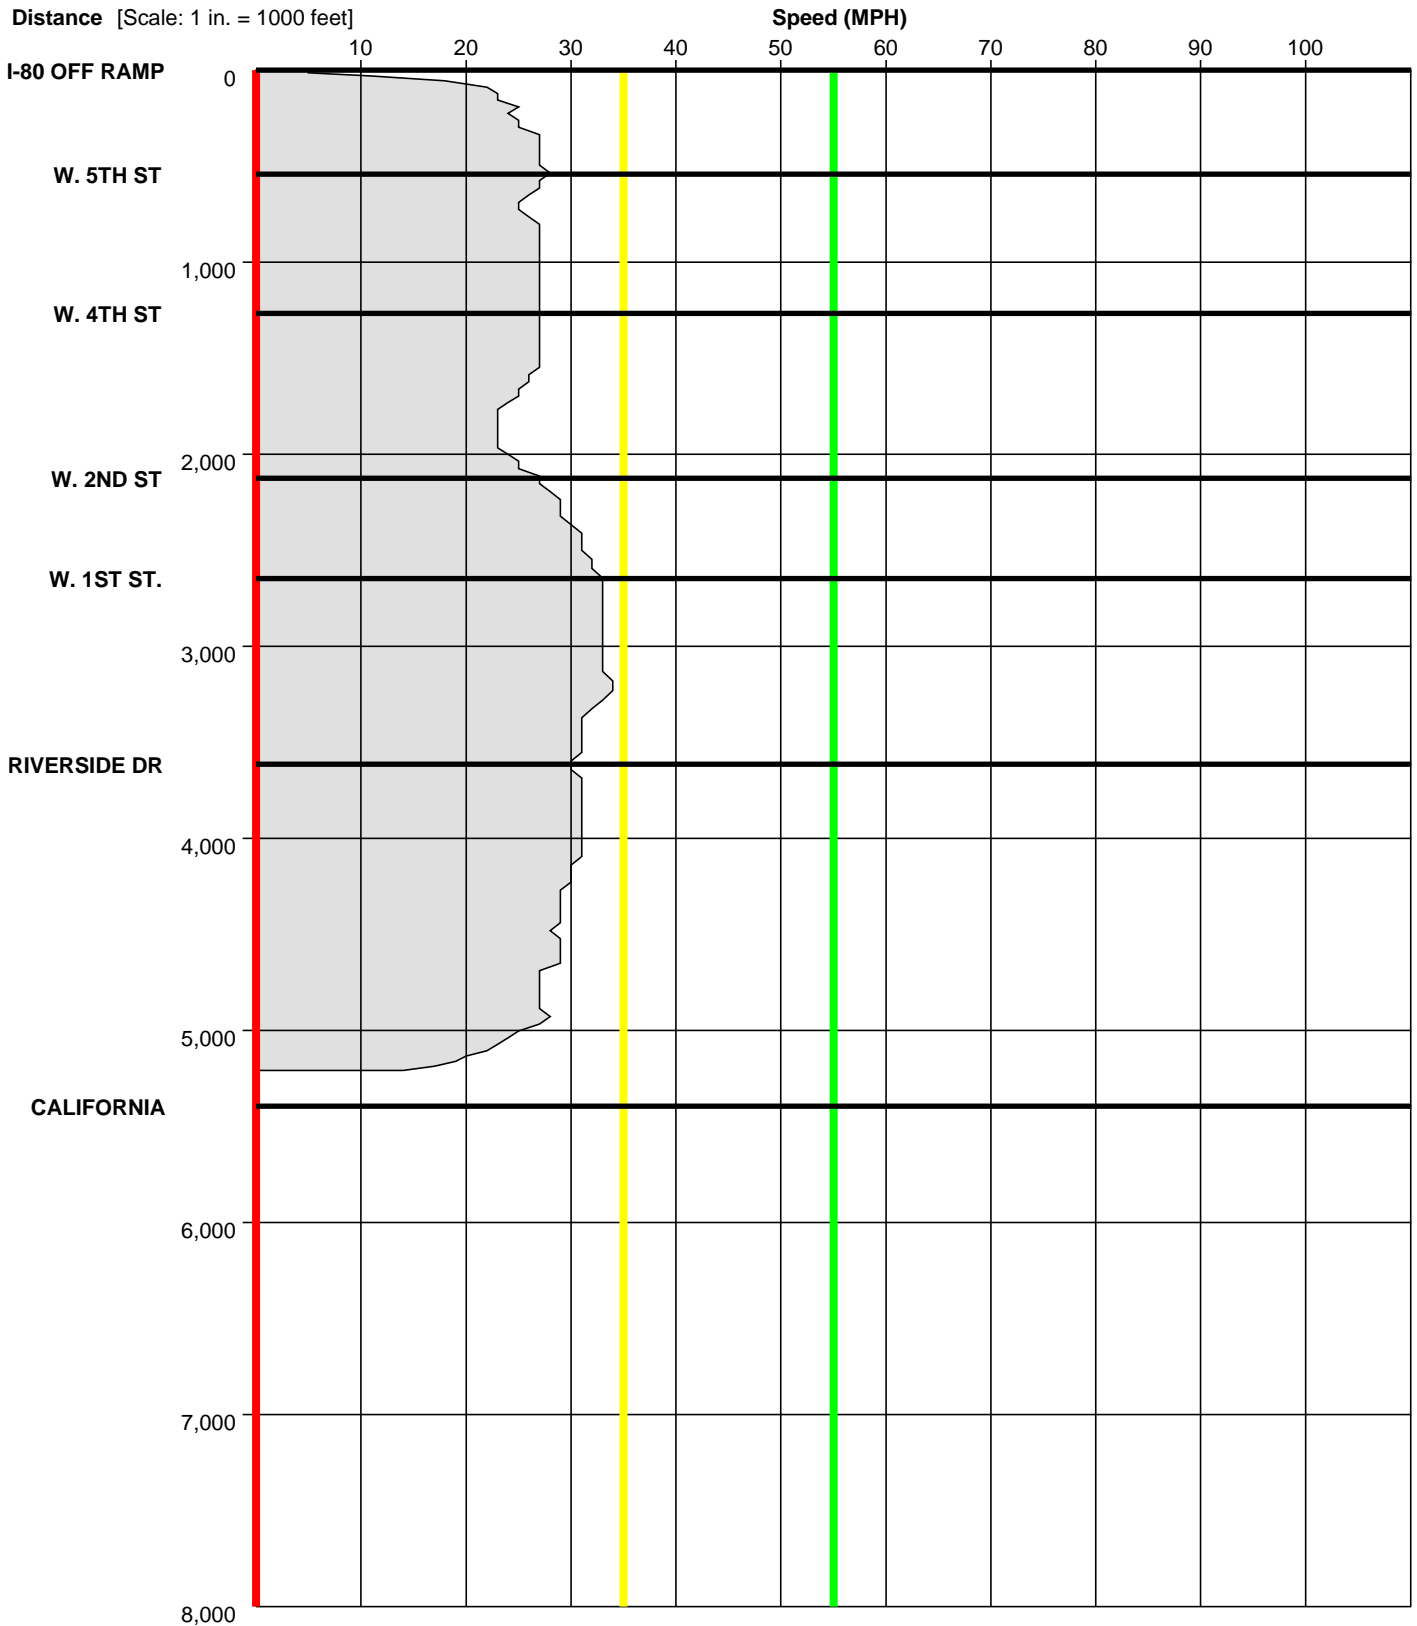 Distance [Scale: 1 in. = 1000 feet] Speed (MPH)
10 20 30 40 50 60 70 80 90 100
I-80 OFF RAMP 0
W. 5TH ST
1,000
W. 4TH ST
2,000
W. 2ND ST
W. 1ST ST.
3,000
RIVERSIDE DR
4,000
5,000
CALIFORNIA
6,000
7,000
8,000